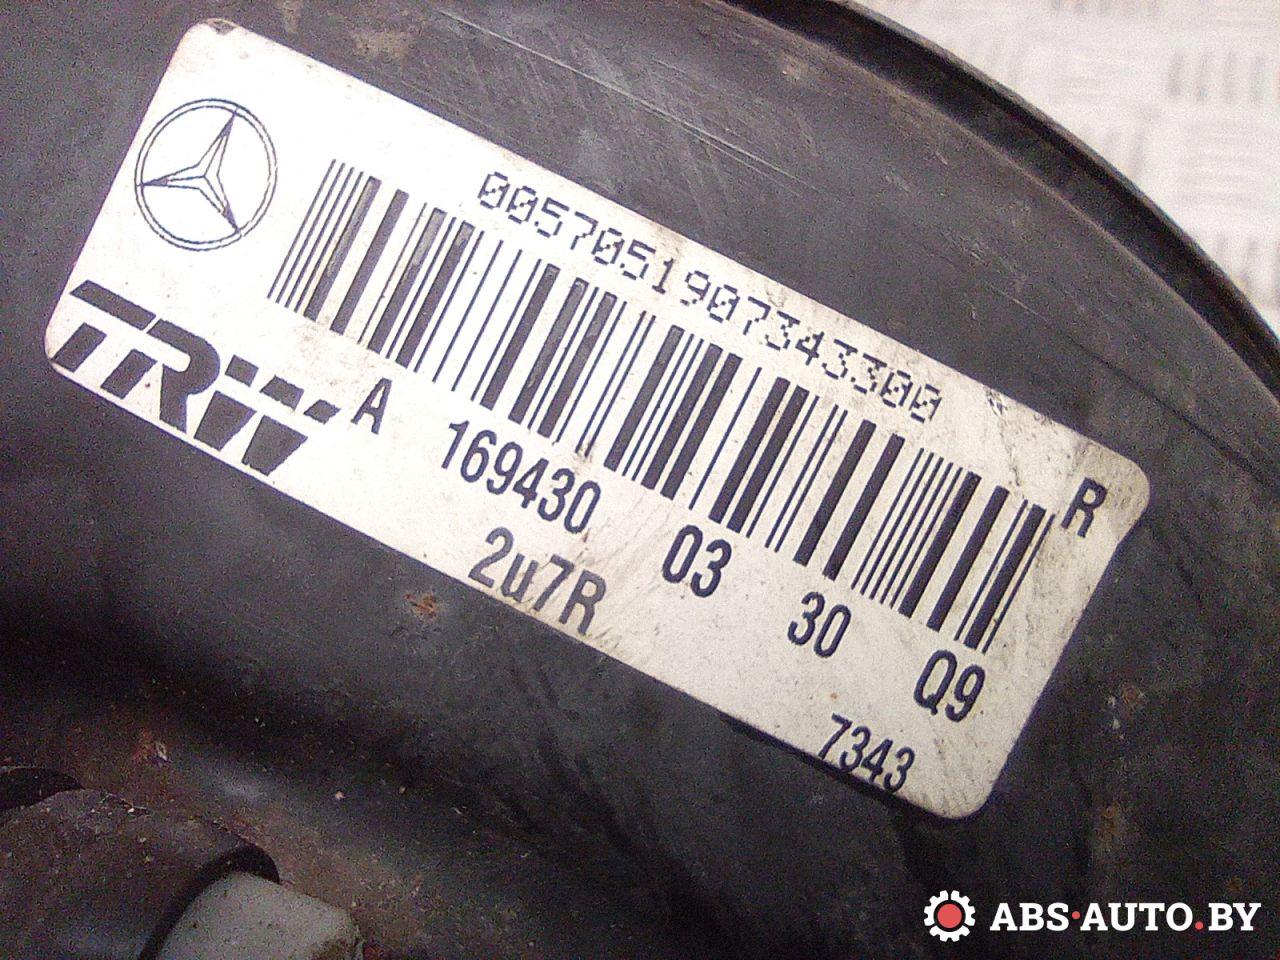 0057051907343300
R
TRW
A 169430 03 30 Q9
2u7R
7343
ABS·AUTO.BY